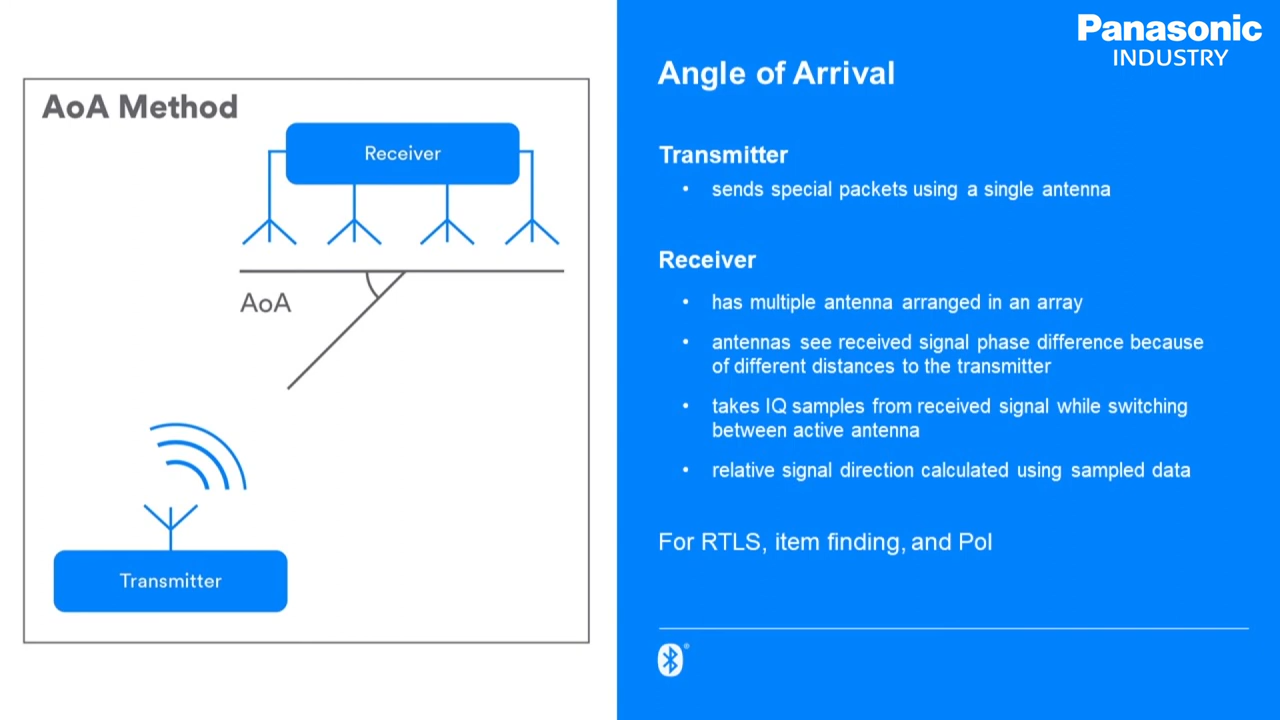 Panasonic
INDUSTRY
AoA Method
Receiver
AoA
Transmitter
Angle of Arrival
Transmitter
• sends special packets using a single antenna
Receiver
• has multiple antenna arranged in an array
• antennas see received signal phase difference because
of different distances to the transmitter
• takes IQ samples from received signal while switching
between active antenna
• relative signal direction calculated using sampled data
For RTLS, item finding, and PoI
®